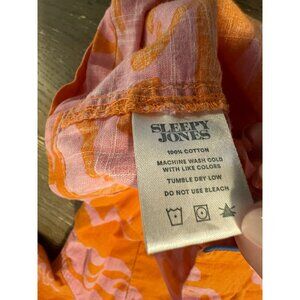 SLEEPY
JONES
100% COTTON
MACHINE WASH COLD
WITH LIKE COLORS
TUMBLE DRY LOW
DO NOT USE BLEACH